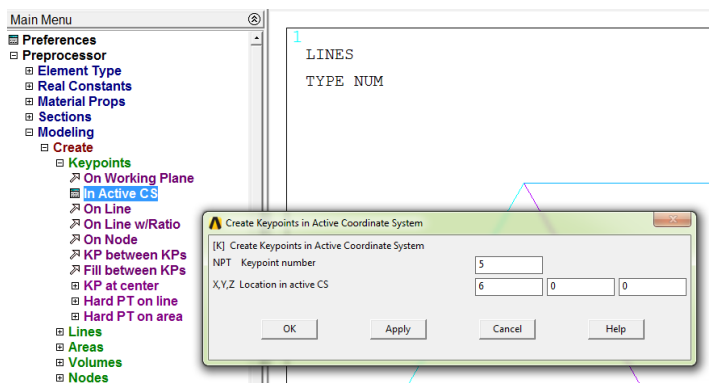 Main Menu
Preferences
Preprocessor
Element Type
Real Constants
Material Props
Sections
Modeling
Create
Keypoints
On Working Plane
In Active CS
On Line
On Line w/Ratio
On Node
KP between KPs
Fill between KPs
KP at center
Hard PT on line
Hard PT on area
Lines
Areas
Volumes
Nodes
1
LINES
TYPE NUM
Create Keypoints in Active Coordinate System
[K] Create Keypoints in Active Coordinate System
NPT Keypoint number 5
X,Y,Z Location in active CS 6 0 0
OK Apply Cancel Help